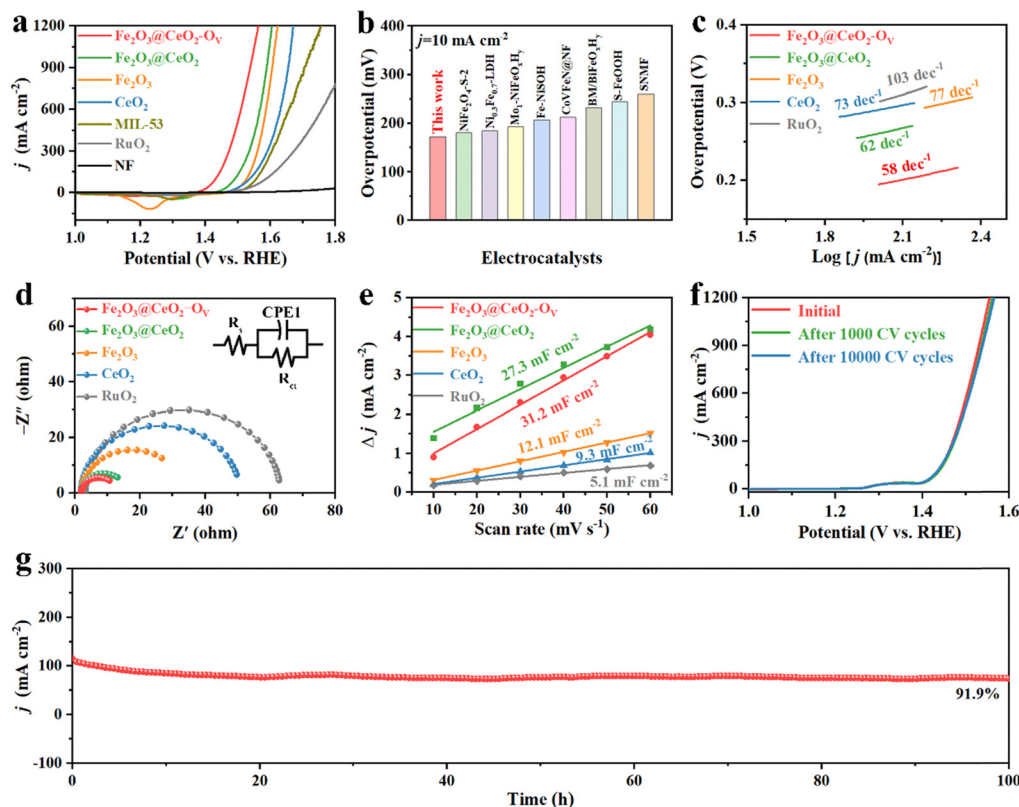 a
1200
900
600
300
0
j (mA cm⁻²)
Fe₂O₃@CeO₂-Oᵥ
Fe₂O₃@CeO₂
Fe₂O₃
CeO₂
MIL-53
RuO₂
NF
1.0 1.2 1.4 1.6 1.8
Potential (V vs. RHE)
b
400
300
200
100
0
Overpotential (mV)
j=10 mA cm⁻²
This work
NiFe₂O₄-S-2
Ni₀.₃Fe₀.₇-LDH
Mo₁-NiFeOₓHᵧ
Fe-NiSOH
CoVFeN@NF
BM/BiFeOₓHᵧ
S-FeOOH
SNMF
Electrocatalysts
c
0.4
0.3
0.2
Overpotential (V)
Fe₂O₃@CeO₂-Oᵥ
Fe₂O₃@CeO₂
Fe₂O₃
CeO₂
RuO₂
103 dec⁻¹
73 dec⁻¹
77 dec⁻¹
62 dec⁻¹
58 dec⁻¹
1.5 1.8 2.1 2.4 2.7
Log [j (mA cm⁻²)]
d
60
40
20
0
−Z″ (ohm)
Fe₂O₃@CeO₂−Oᵥ
Fe₂O₃@CeO₂
Fe₂O₃
CeO₂
RuO₂
Rₛ
CPE1
R_ct
0 20 40 60
Z′ (ohm)
e
5
4
3
2
1
0
Δj (mA cm⁻²)
Fe₂O₃@CeO₂-Oᵥ
Fe₂O₃@CeO₂
Fe₂O₃
CeO₂
RuO₂
27.3 mF cm⁻²
31.2 mF cm⁻²
12.1 mF cm⁻²
9.3 mF cm⁻²
5.1 mF cm⁻²
10 20 30 40 50 60
Scan rate (mV s⁻¹)
f
1200
900
600
300
0
j (mA cm⁻²)
Initial
After 1000 CV cycles
After 10000 CV cycles
1.0 1.2 1.4 1.6
Potential (V vs. RHE)
g
300
200
100
0
-100
j (mA cm⁻²)
91.9%
0 20 40 60 80 100
Time (h)